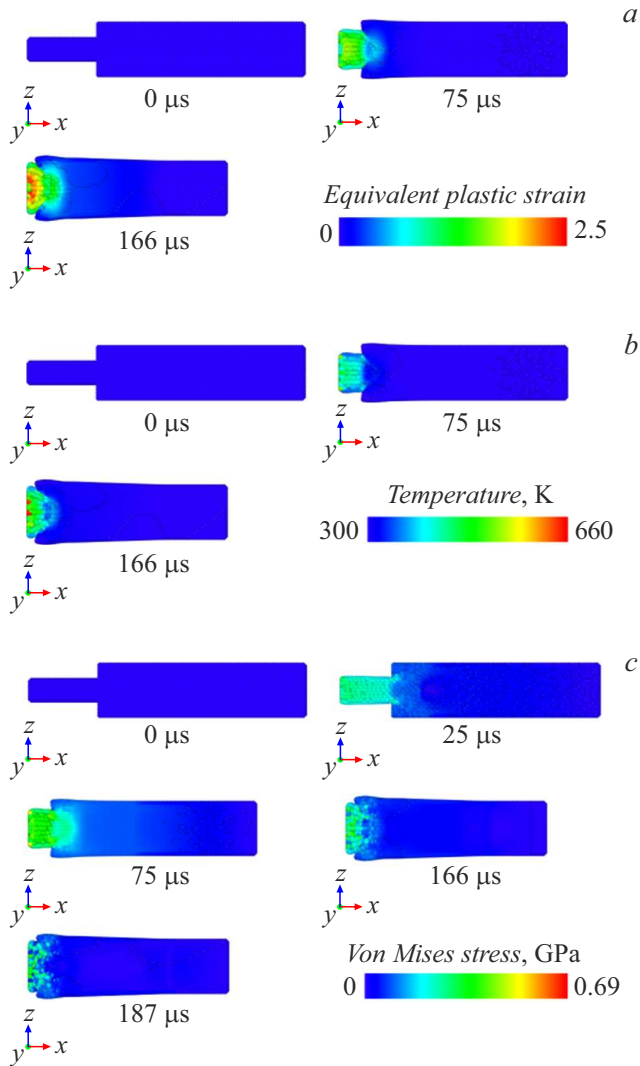 a
z
y x
0 μs
z
y x
75 μs
z
y x
166 μs
Equivalent plastic strain
0 2.5
b
z
y x
0 μs
z
y x
75 μs
z
y x
166 μs
Temperature, K
300 660
c
z
y x
0 μs
z
y x
25 μs
z
y x
75 μs
z
y x
166 μs
z
y x
187 μs
Von Mises stress, GPa
0 0.69